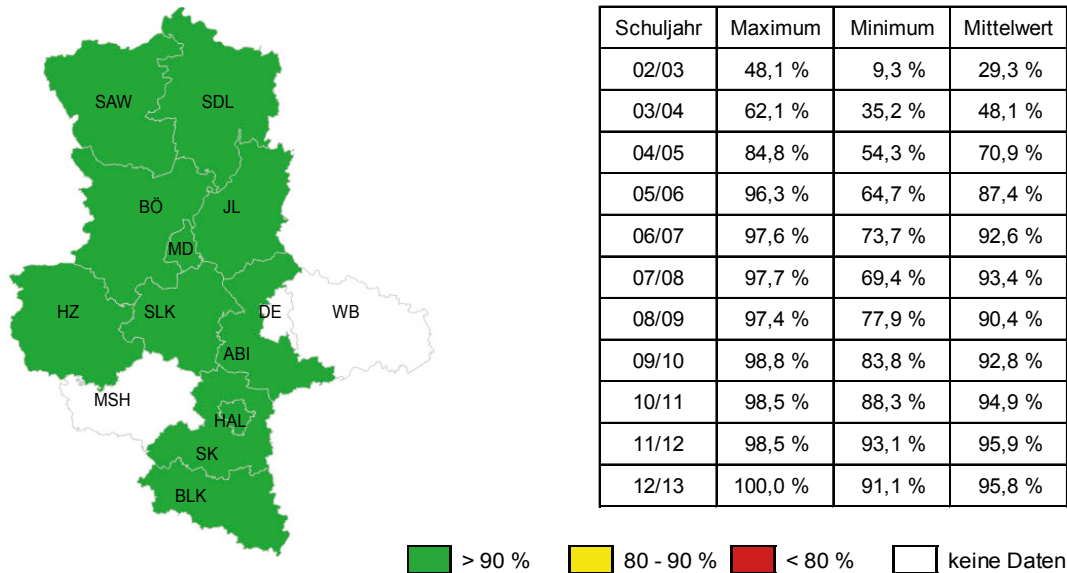 SAW SDL
BÖ JL
MD
HZ SLK DE WB
ABI
MSH
HAL
SK
BLK
Schuljahr Maximum Minimum Mittelwert
02/03 48,1 % 9,3 % 29,3 %
03/04 62,1 % 35,2 % 48,1 %
04/05 84,8 % 54,3 % 70,9 %
05/06 96,3 % 64,7 % 87,4 %
06/07 97,6 % 73,7 % 92,6 %
07/08 97,7 % 69,4 % 93,4 %
08/09 97,4 % 77,9 % 90,4 %
09/10 98,8 % 83,8 % 92,8 %
10/11 98,5 % 88,3 % 94,9 %
11/12 98,5 % 93,1 % 95,9 %
12/13 100,0 % 91,1 % 95,8 %
> 90 % 80 - 90 % < 80 % keine Daten